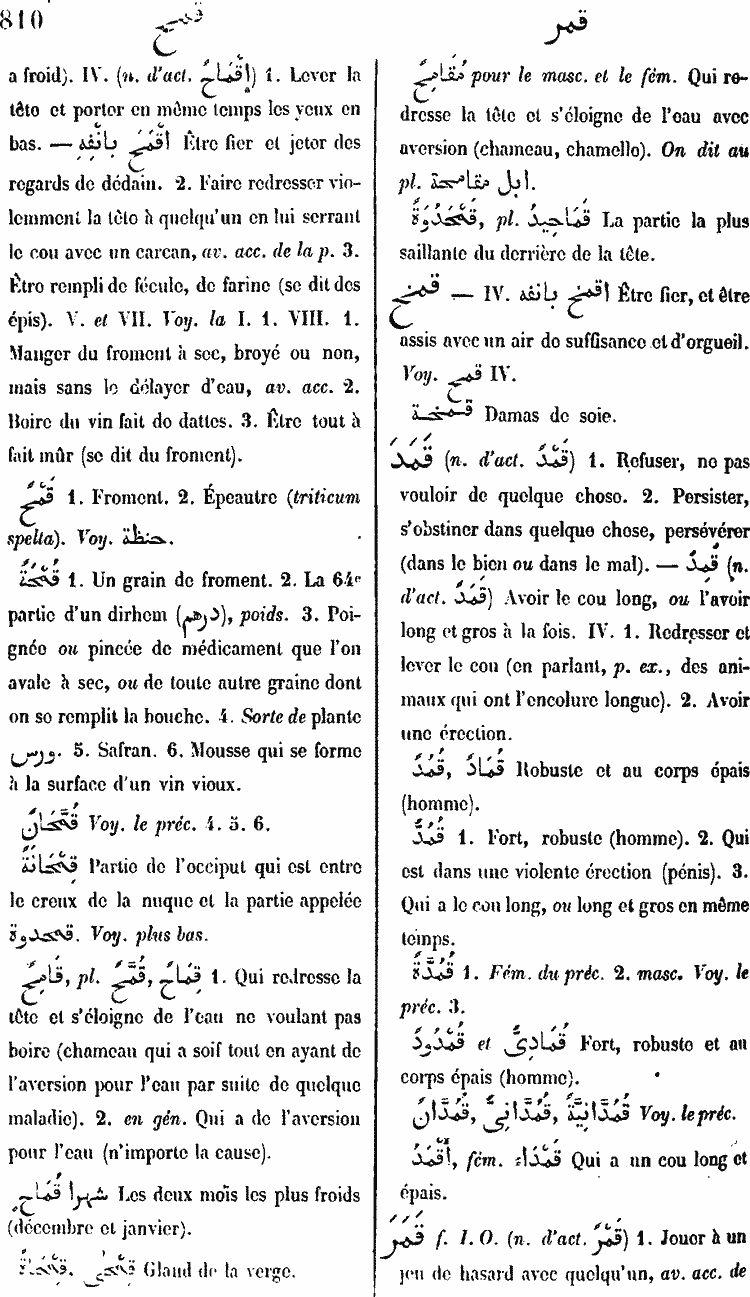 810
قمح
قمر
a froid). IV. (n. d'act. إِقْمَاحٌ) 1. Lever la
tête et porter en même temps les yeux en
bas. — أَقْمَحَ بِأَنْفِهِ Être fier et jeter des
regards de dédain. 2. Faire redresser vio-
lemment la tête à quelqu'un en lui serrant
le cou avec un carcan, av. acc. de la p. 3.
Être rempli de fécule, de farine (se dit des
épis). V. et VII. Voy. la I. 1. VIII. 1.
Manger du froment à sec, broyé ou non,
mais sans le délayer d'eau, av. acc. 2.
Boire du vin fait de dattes. 3. Être tout à
fait mûr (se dit du froment).
قَمْحٌ 1. Froment. 2. Épeautre (triticum
spelta). Voy. حنطة.
قَمْحَةٌ 1. Un grain de froment. 2. La 64e
partie d'un dirhem (درهم), poids. 3. Poi-
gnée ou pincée de médicament que l'on
avale à sec, ou de toute autre graine dont
on se remplit la bouche. 4. Sorte de plante
ورس. 5. Safran. 6. Mousse qui se forme
à la surface d'un vin vieux.
قُمَّحَانٌ Voy. le préc. 4. 5. 6.
قَمْحَانَةٌ Partie de l'occiput qui est entre
le creux de la nuque et la partie appelée
قمحدوة. Voy. plus bas.
قَامِحٌ, pl. قُمَّحٌ, قِمَاحٌ 1. Qui redresse la
tête et s'éloigne de l'eau ne voulant pas
boire (chameau qui a soif tout en ayant de
l'aversion pour l'eau par suite de quelque
maladie). 2. en gén. Qui a de l'aversion
pour l'eau (n'importe la cause).
شهرا قُمَاحٍ Les deux mois les plus froids
(décembre et janvier).
Gland de la verge.
مُقَامِحٌ pour le masc. et le fém. Qui re-
dresse la tête et s'éloigne de l'eau avec
aversion (chameau, chamelle). On dit au
pl. ابل مقامحة.
قَمَحْدُوَةٌ, pl. قَمَاحِيدُ La partie la plus
saillante du derrière de la tête.
قمخ — IV. اقمخ بانفه Être fier, et être
assis avec un air de suffisance et d'orgueil.
Voy. قمح IV.
Damas de soie.
قَمَدَ (n. d'act. قَمْدٌ) 1. Refuser, ne pas
vouloir de quelque chose. 2. Persister,
s'obstiner dans quelque chose, persévérer
(dans le bien ou dans le mal). — قَمِدَ (n.
d'act. قَمَدٌ) Avoir le cou long, ou l'avoir
long et gros à la fois. IV. 1. Redresser et
lever le cou (en parlant, p. ex., des ani-
maux qui ont l'encolure longue). 2. Avoir
une érection.
قُمُدٌ, قُمَادٌ Robuste et au corps épais
(homme).
قُمُدٌّ 1. Fort, robuste (homme). 2. Qui
est dans une violente érection (pénis). 3.
Qui a le cou long, ou long et gros en même
temps.
قُمُدَّةٌ 1. Fém. du préc. 2. masc. Voy. le
préc. 3.
قُمْدُودٌ et قُمَادِىٌّ Fort, robuste et au
corps épais (homme).
قُمُدَّانٌ, قُمُدَّانِىٌّ, قُمُدَّانِيَّةٌ Voy. le préc.
أَقْمَدُ, fém. قَمْدَاءُ Qui a un cou long et
épais.
قَمَرَ f. I. O. (n. d'act. قَمْرٌ) 1. Jouer à un
jeu de hasard avec quelqu'un, av. acc. de